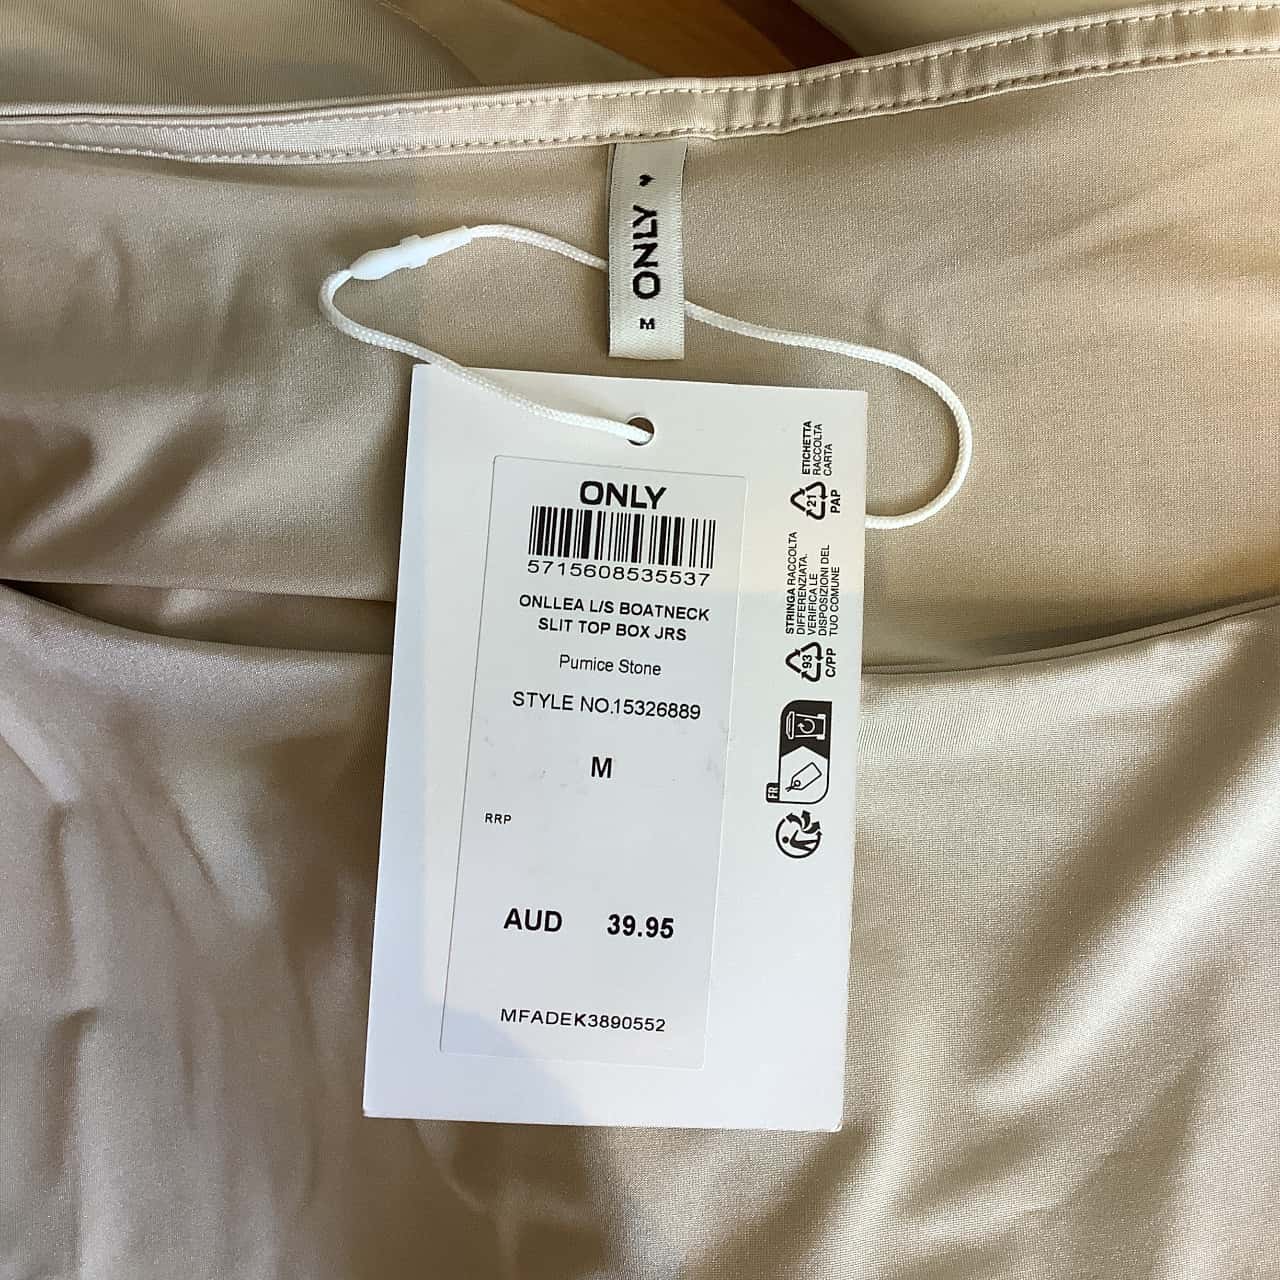 ONLY
M
ONLY
5715608535537
ONLLEA L/S BOATNECK
SLIT TOP BOX JRS
Pumice Stone
STYLE NO.15326889
M
RRP
AUD 39.95
MFADEK3890552
ETICHETTA
RACCOLTA
CARTA
21
PAP
STRINGA RACCOLTA
DIFFERENZIATA.
VERIFICA LE
DISPOSIZIONI DEL
TUO COMUNE
93
C/PP
FR